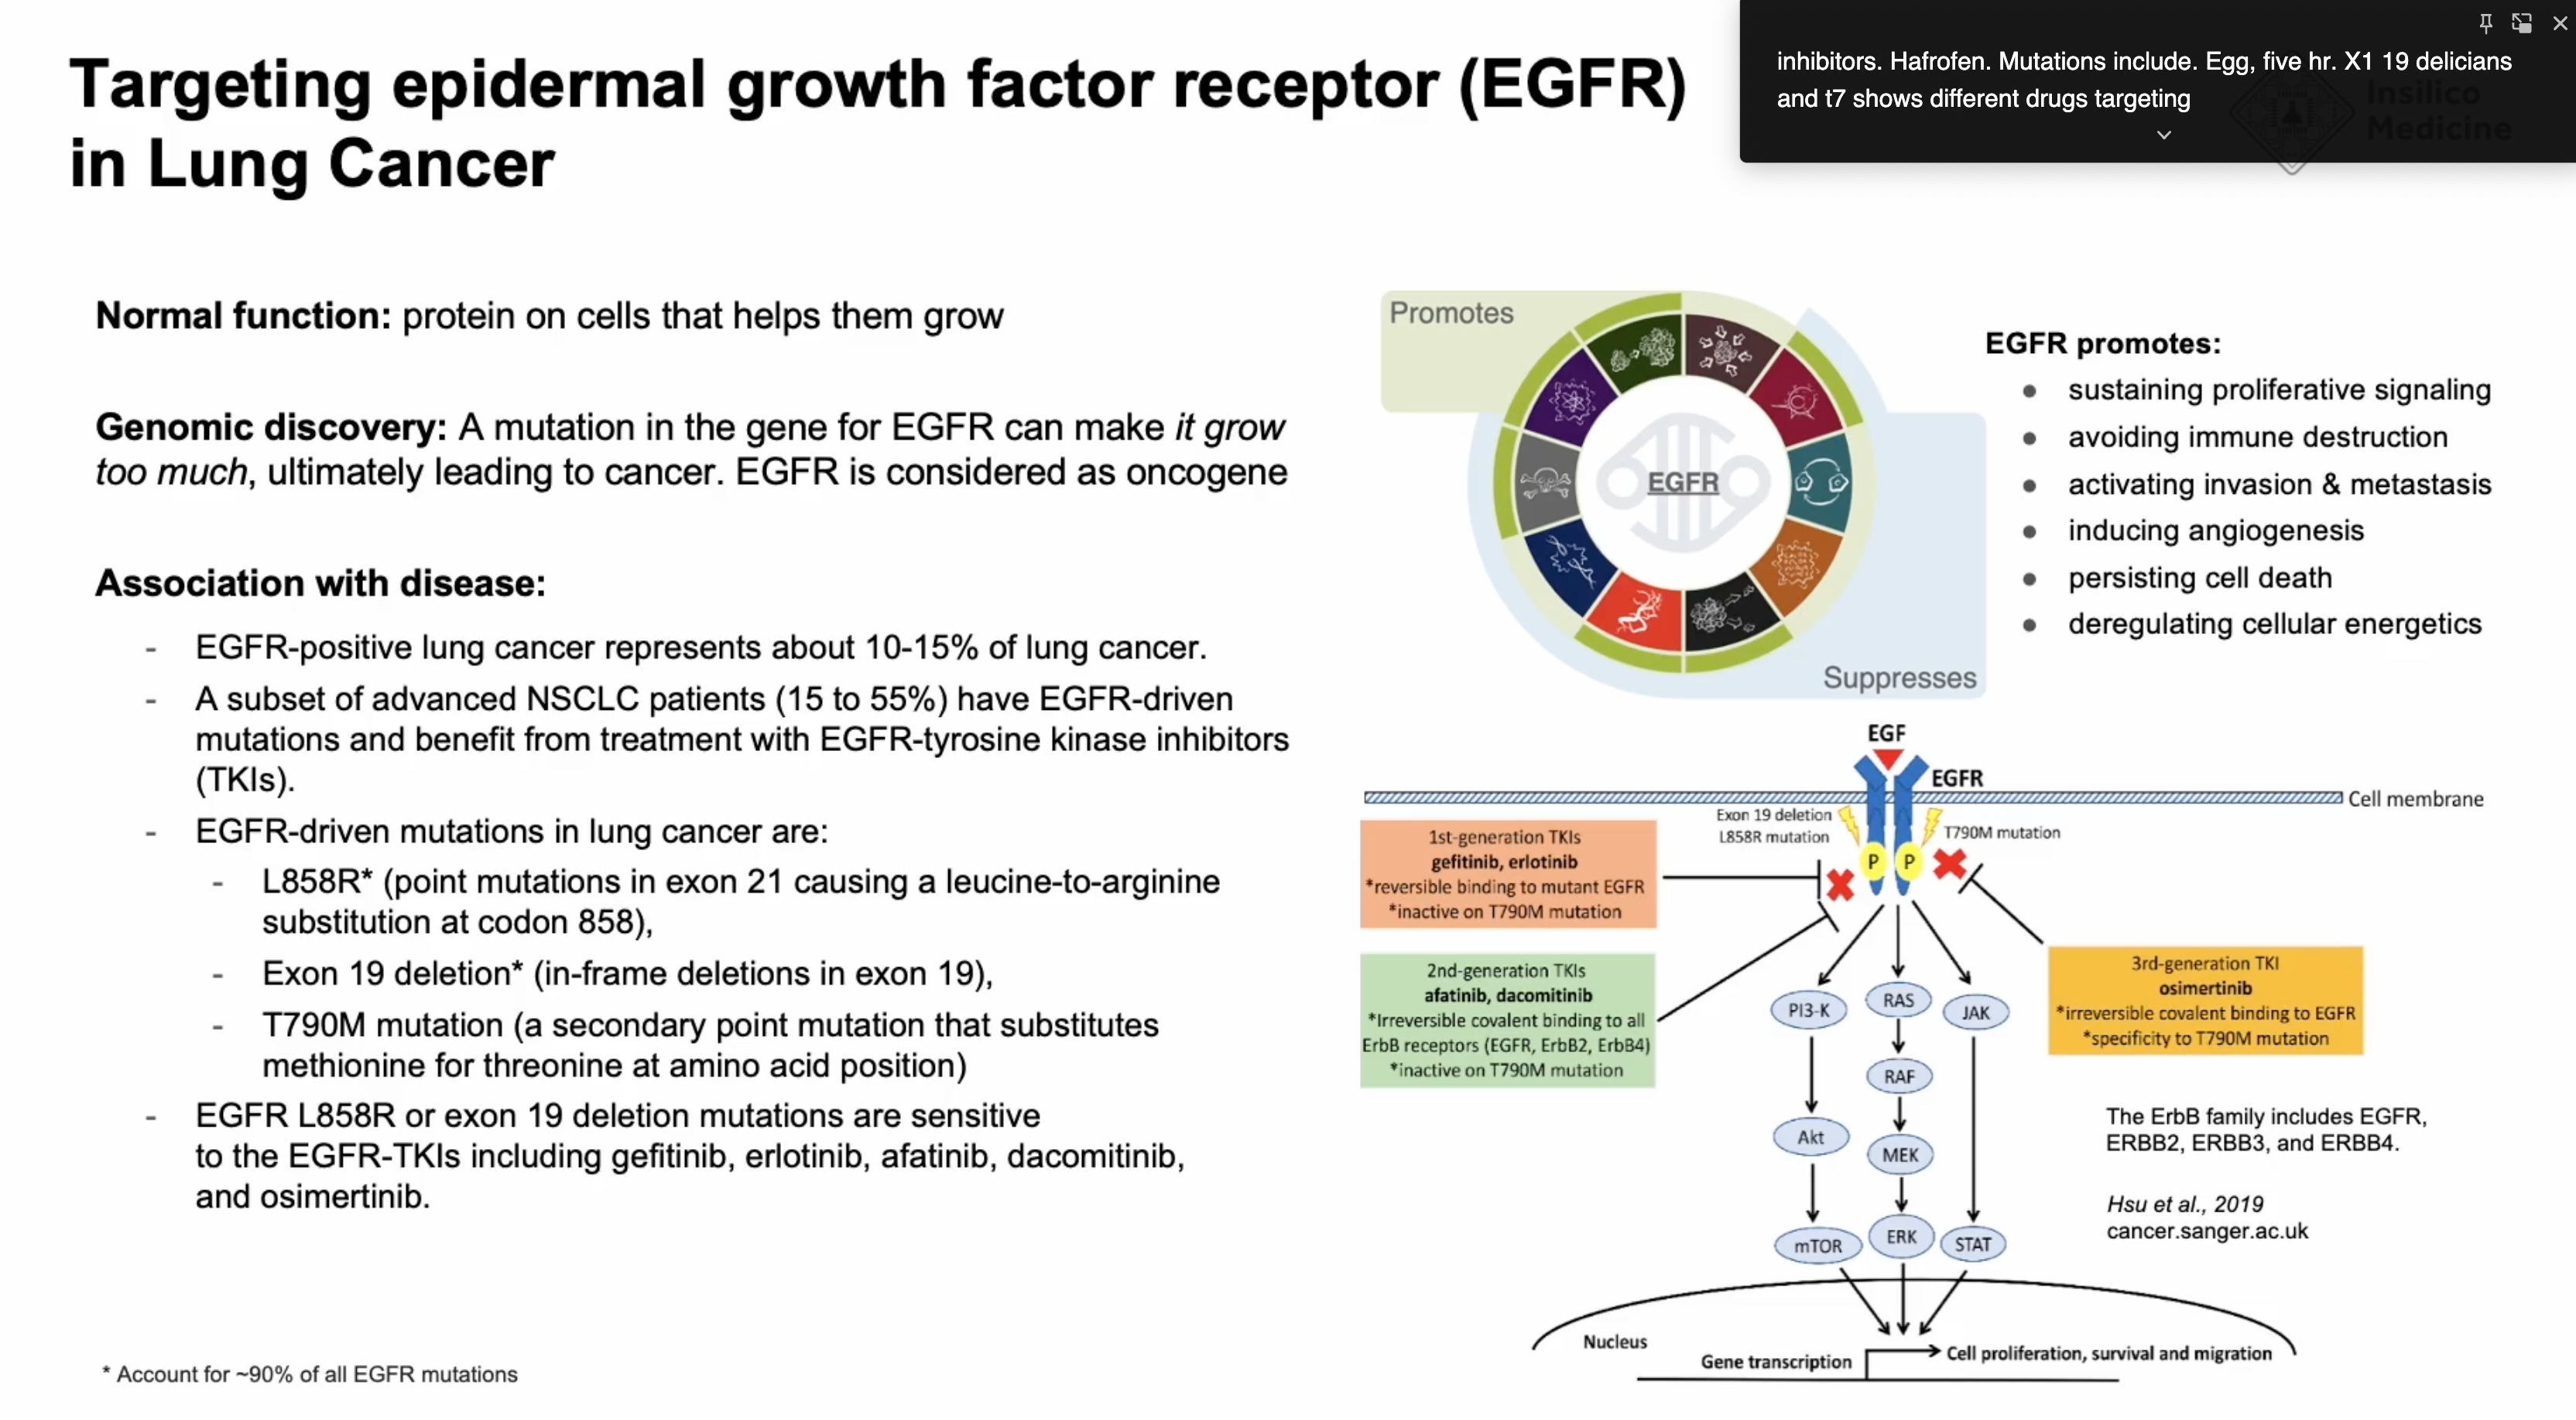 Targeting epidermal growth factor receptor (EGFR)
in Lung Cancer
inhibitors. Hafrofen. Mutations include. Egg, five hr. X1 19 delicians
and t7 shows different drugs targeting
Insilico
Medicine
Normal function: protein on cells that helps them grow
Genomic discovery: A mutation in the gene for EGFR can make it grow
too much, ultimately leading to cancer. EGFR is considered as oncogene
Association with disease:
- EGFR-positive lung cancer represents about 10-15% of lung cancer.
- A subset of advanced NSCLC patients (15 to 55%) have EGFR-driven
mutations and benefit from treatment with EGFR-tyrosine kinase inhibitors
(TKIs).
- EGFR-driven mutations in lung cancer are:
- L858R* (point mutations in exon 21 causing a leucine-to-arginine
substitution at codon 858),
- Exon 19 deletion* (in-frame deletions in exon 19),
- T790M mutation (a secondary point mutation that substitutes
methionine for threonine at amino acid position)
- EGFR L858R or exon 19 deletion mutations are sensitive
to the EGFR-TKIs including gefitinib, erlotinib, afatinib, dacomitinib,
and osimertinib.
* Account for ~90% of all EGFR mutations
Promotes
EGFR
Suppresses
EGFR promotes:
● sustaining proliferative signaling
● avoiding immune destruction
● activating invasion & metastasis
● inducing angiogenesis
● persisting cell death
● deregulating cellular energetics
EGF
EGFR
Cell membrane
Exon 19 deletion
L858R mutation
T790M mutation
P P
1st-generation TKIs
gefitinib, erlotinib
*reversible binding to mutant EGFR
*inactive on T790M mutation
2nd-generation TKIs
afatinib, dacomitinib
*Irreversible covalent binding to all
ErbB receptors (EGFR, ErbB2, ErbB4)
*inactive on T790M mutation
3rd-generation TKI
osimertinib
*irreversible covalent binding to EGFR
*specificity to T790M mutation
PI3-K
RAS
JAK
RAF
Akt
MEK
mTOR
ERK
STAT
The ErbB family includes EGFR,
ERBB2, ERBB3, and ERBB4.
Hsu et al., 2019
cancer.sanger.ac.uk
Nucleus
Gene transcription
Cell proliferation, survival and migration